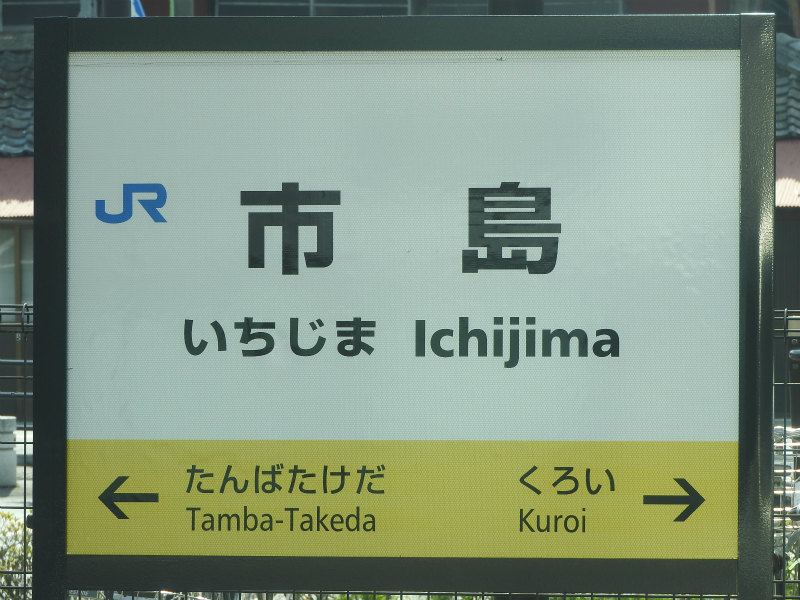 JR 市島
いちじま Ichijima
← たんばたけだ くろい →
Tamba-Takeda Kuroi